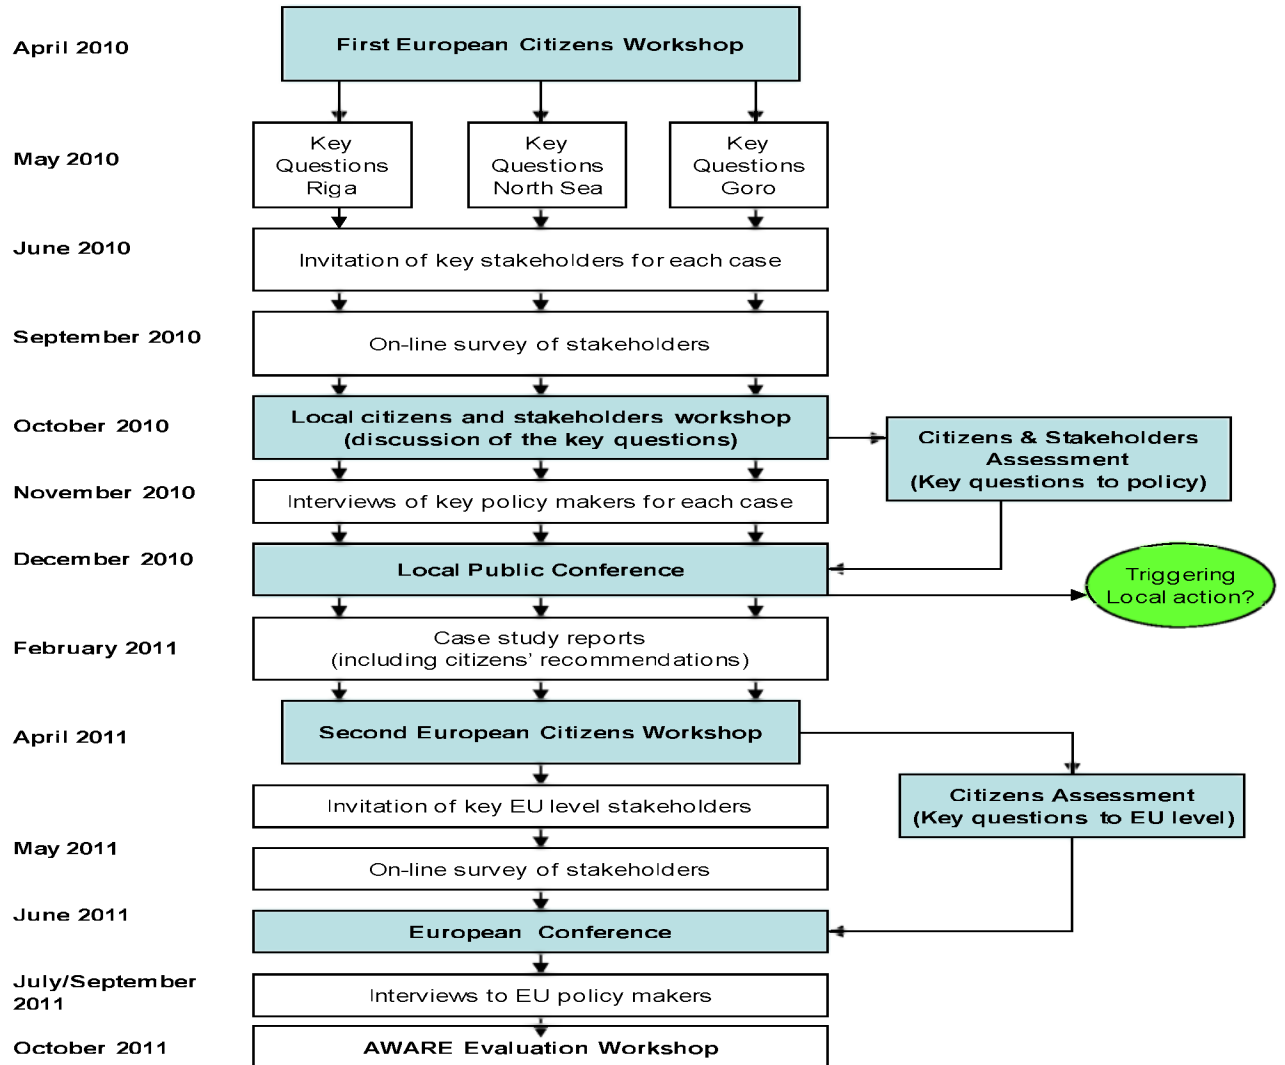 April 2010
First European Citizens Workshop
May 2010
Key
Questions
Riga
Key
Questions
North Sea
Key
Questions
Goro
June 2010
Invitation of key stakeholders for each case
September 2010
On-line survey of stakeholders
October 2010
Local citizens and stakeholders workshop
(discussion of the key questions)
Citizens & Stakeholders
Assessment
(Key questions to policy)
November 2010
Interviews of key policy makers for each case
December 2010
Local Public Conference
Triggering
Local action?
February 2011
Case study reports
(including citizens’ recommendations)
April 2011
Second European Citizens Workshop
Invitation of key EU level stakeholders
Citizens Assessment
(Key questions to EU level)
May 2011
On-line survey of stakeholders
June 2011
European Conference
July/September
2011
Interviews to EU policy makers
October 2011
AWARE Evaluation Workshop